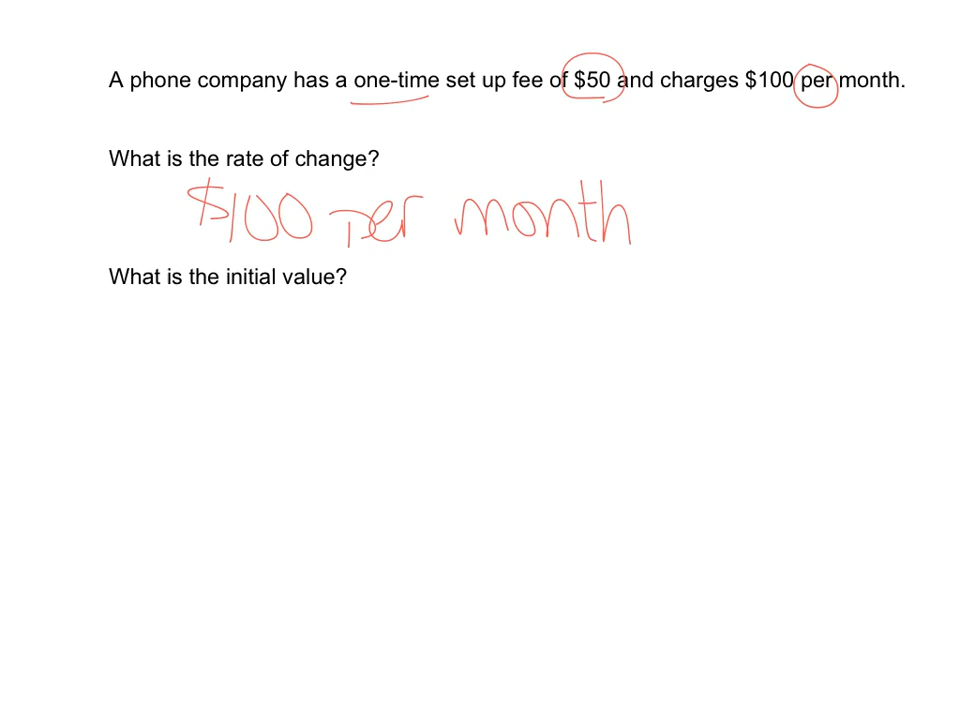 A phone company has a one-time set up fee of $50 and charges $100 per month.
What is the rate of change?
$100 per month
What is the initial value?